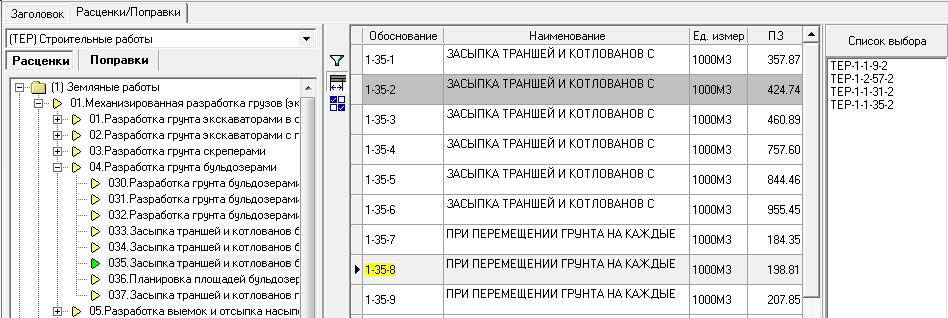 Заголовок Расценки/Поправки
(ТЕР) Строительные работы
Расценки Поправки
(1) Земляные работы
01.Механизированная разработка грузов (эк
01.Разработка грунта экскаваторами в о
02.Разработка грунта экскаваторами с г
03.Разработка грунта скреперами
04.Разработка грунта бульдозерами
030.Разработка грунта бульдозерами
031.Разработка грунта бульдозерами
032.Разработка грунта бульдозерами
033.Засыпка траншей и котлованов б
034.Засыпка траншей и котлованов б
035.Засыпка траншей и котлованов б
036.Планировка площадей бульдозер
037.Засыпка траншей и котлованов г
05.Разработка выемок и отсыпка насып
Обоснование Наименование Ед. измер П.З
1-35-1 ЗАСЫПКА ТРАНШЕЙ И КОТЛОВАНОВ С 1000М3 357.87
1-35-2 ЗАСЫПКА ТРАНШЕЙ И КОТЛОВАНОВ С 1000М3 424.74
1-35-3 ЗАСЫПКА ТРАНШЕЙ И КОТЛОВАНОВ С 1000М3 460.89
1-35-4 ЗАСЫПКА ТРАНШЕЙ И КОТЛОВАНОВ С 1000М3 757.60
1-35-5 ЗАСЫПКА ТРАНШЕЙ И КОТЛОВАНОВ С 1000М3 844.46
1-35-6 ЗАСЫПКА ТРАНШЕЙ И КОТЛОВАНОВ С 1000М3 955.45
1-35-7 ПРИ ПЕРЕМЕЩЕНИИ ГРУНТА НА КАЖДЫЕ 1000М3 184.35
1-35-8 ПРИ ПЕРЕМЕЩЕНИИ ГРУНТА НА КАЖДЫЕ 1000М3 198.81
1-35-9 ПРИ ПЕРЕМЕЩЕНИИ ГРУНТА НА КАЖДЫЕ 1000М3 207.85
Список выбора
ТЕР-1-1-9-2
ТЕР-1-2-57-2
ТЕР-1-1-31-2
ТЕР-1-1-35-2